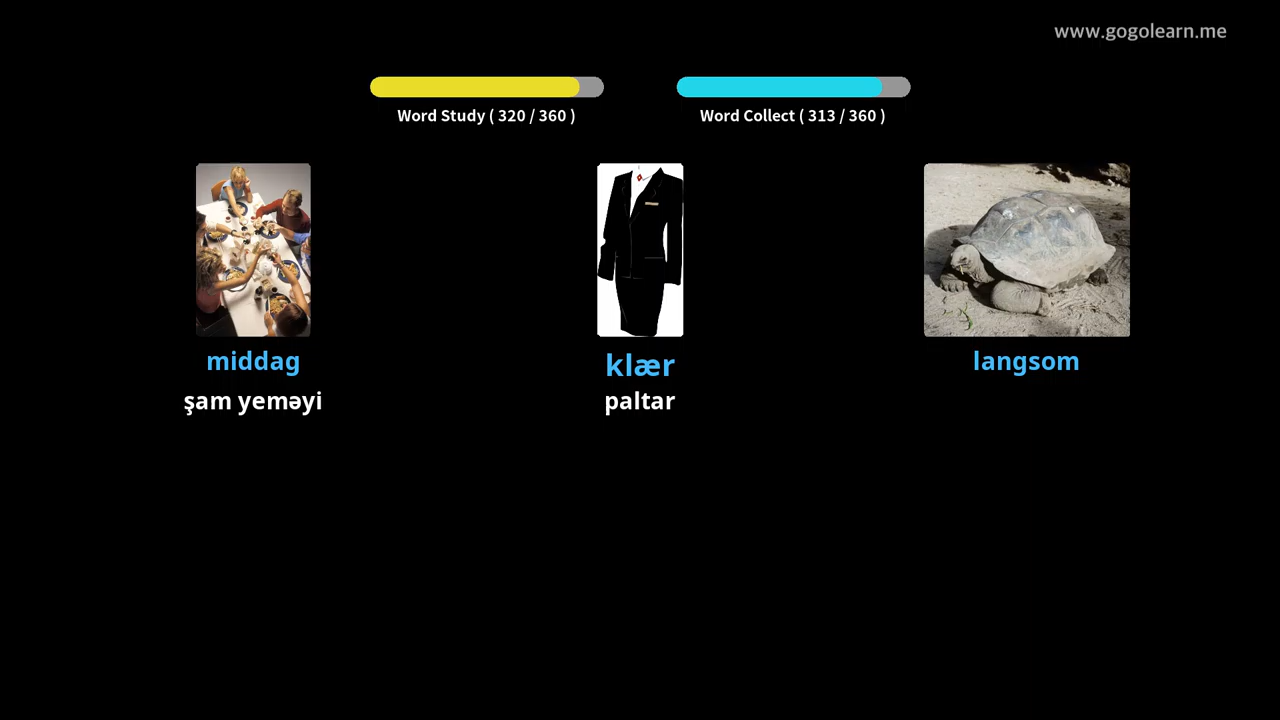 www.gogolearn.me
Word Study ( 320 / 360 )
Word Collect ( 313 / 360 )
middag
klær
langsom
şam yeməyi
paltar